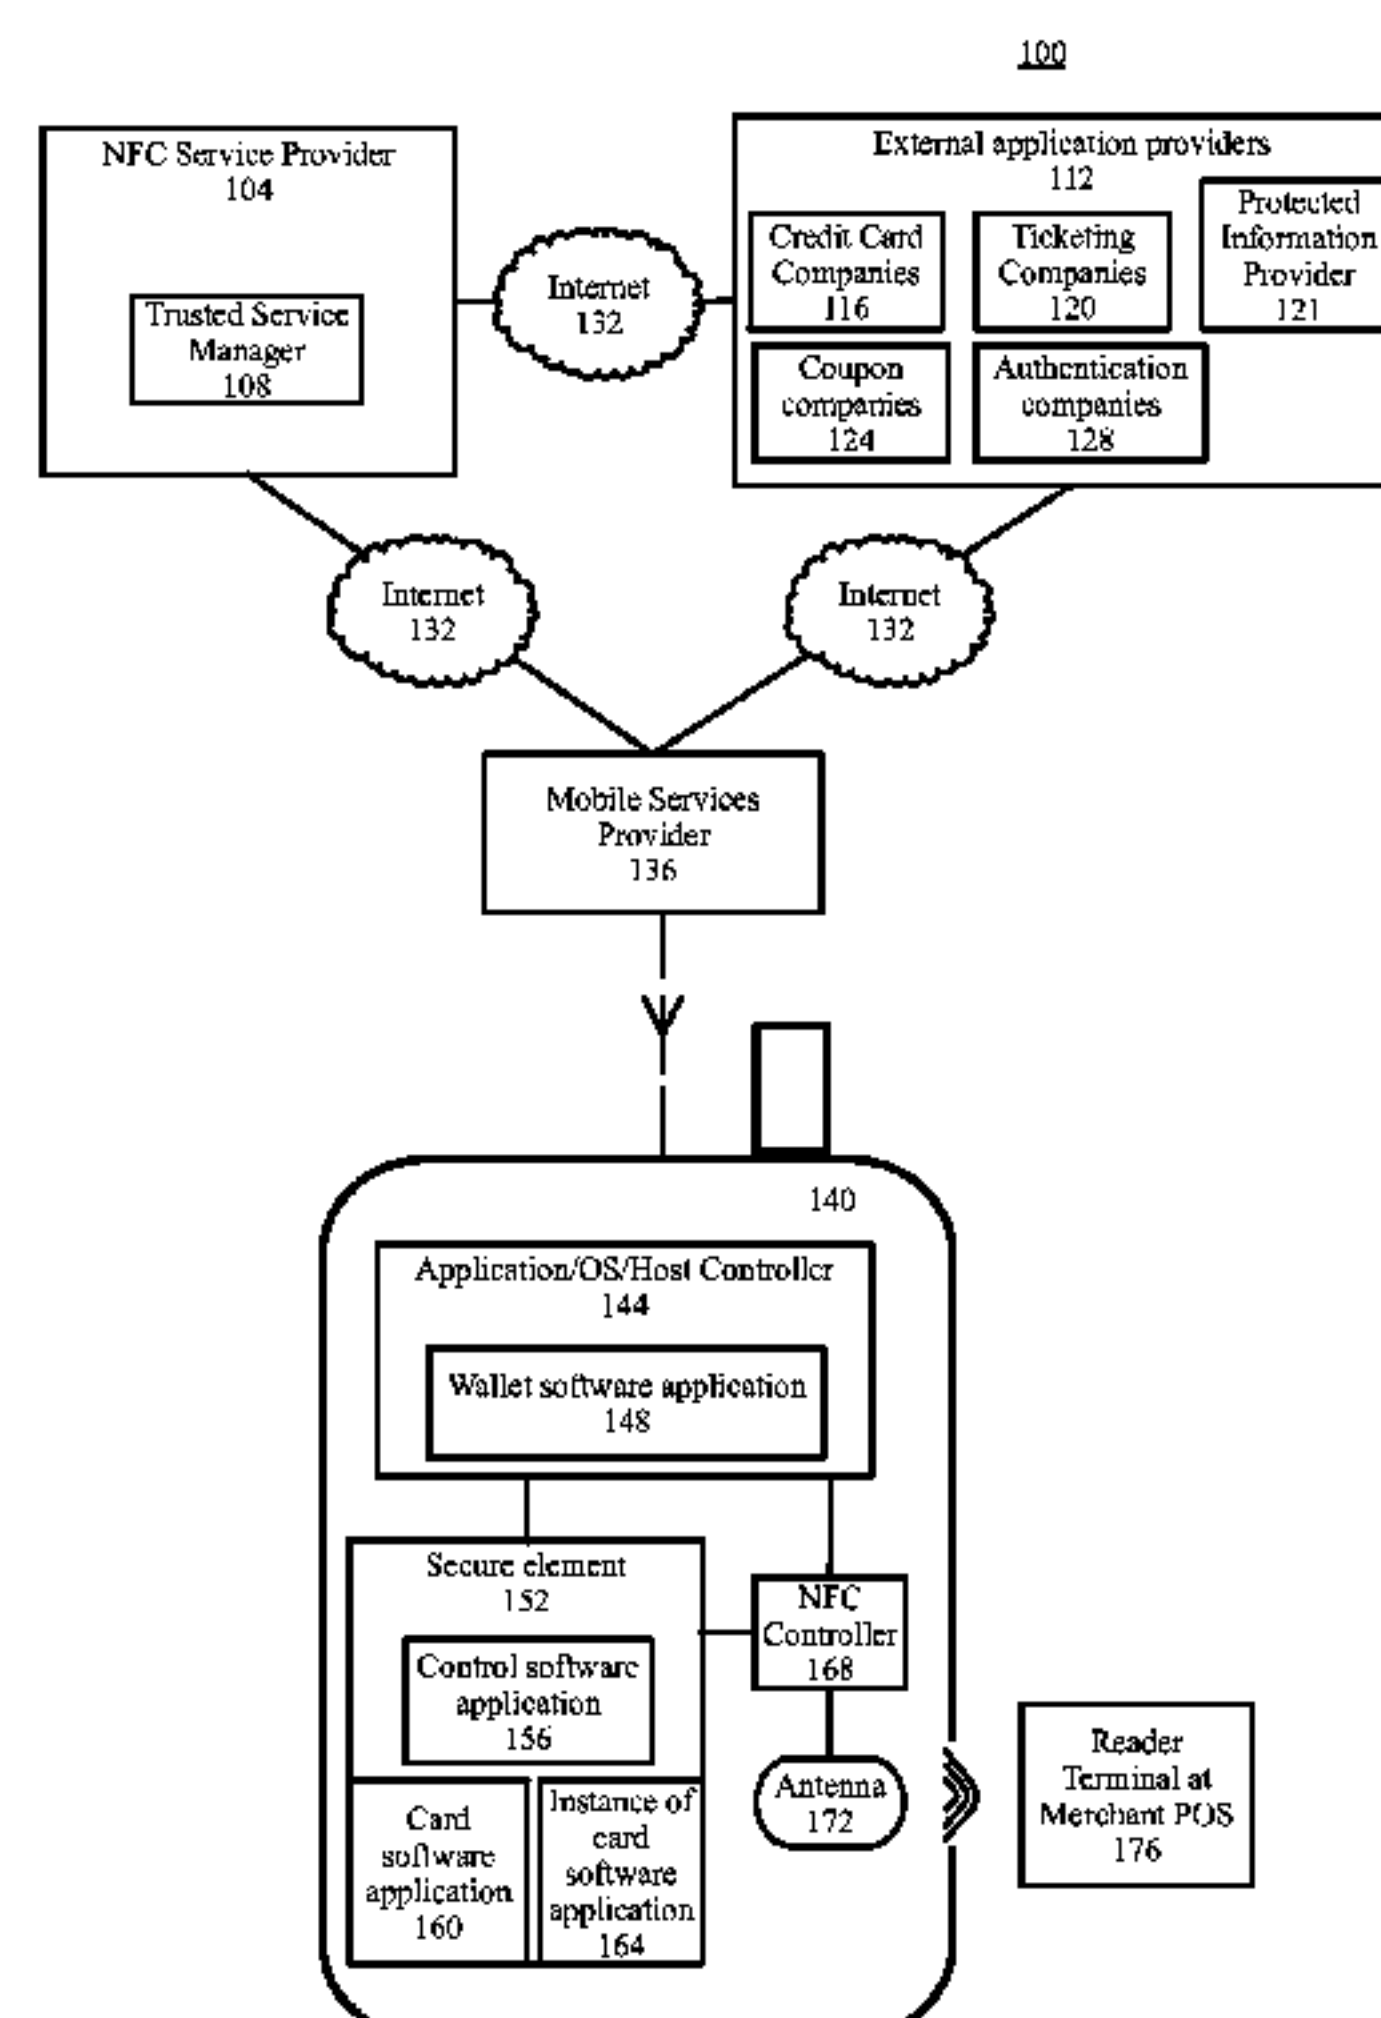 100
NFC Service Provider
104
Trusted Service
Manager
108
Internet
132
External application providers
112
Credit Card
Companies
116
Ticketing
Companies
120
Protected
Information
Provider
121
Coupon
companies
124
Authentication
companies
128
Internet
132
Internet
132
Mobile Services
Provider
136
140
Application/OS/Host Controller
144
Wallet software application
148
Secure element
152
Control software
application
156
Card
software
application
160
Instance of
card
software
application
164
NFC
Controller
168
Antenna
172
Reader
Terminal at
Merchant POS
176